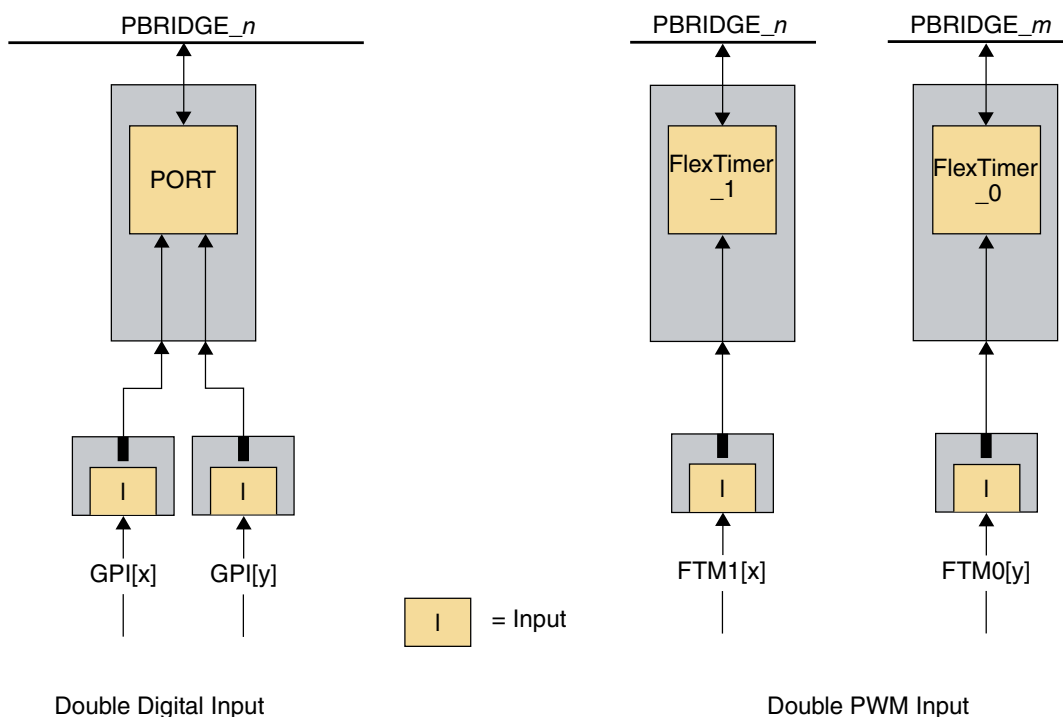 PBRIDGE_n
PORT
I
I
GPI[x]
GPI[y]
Double Digital Input
I
= Input
PBRIDGE_n
FlexTimer
_1
I
FTM1[x]
PBRIDGE_m
FlexTimer
_0
I
FTM0[y]
Double PWM Input